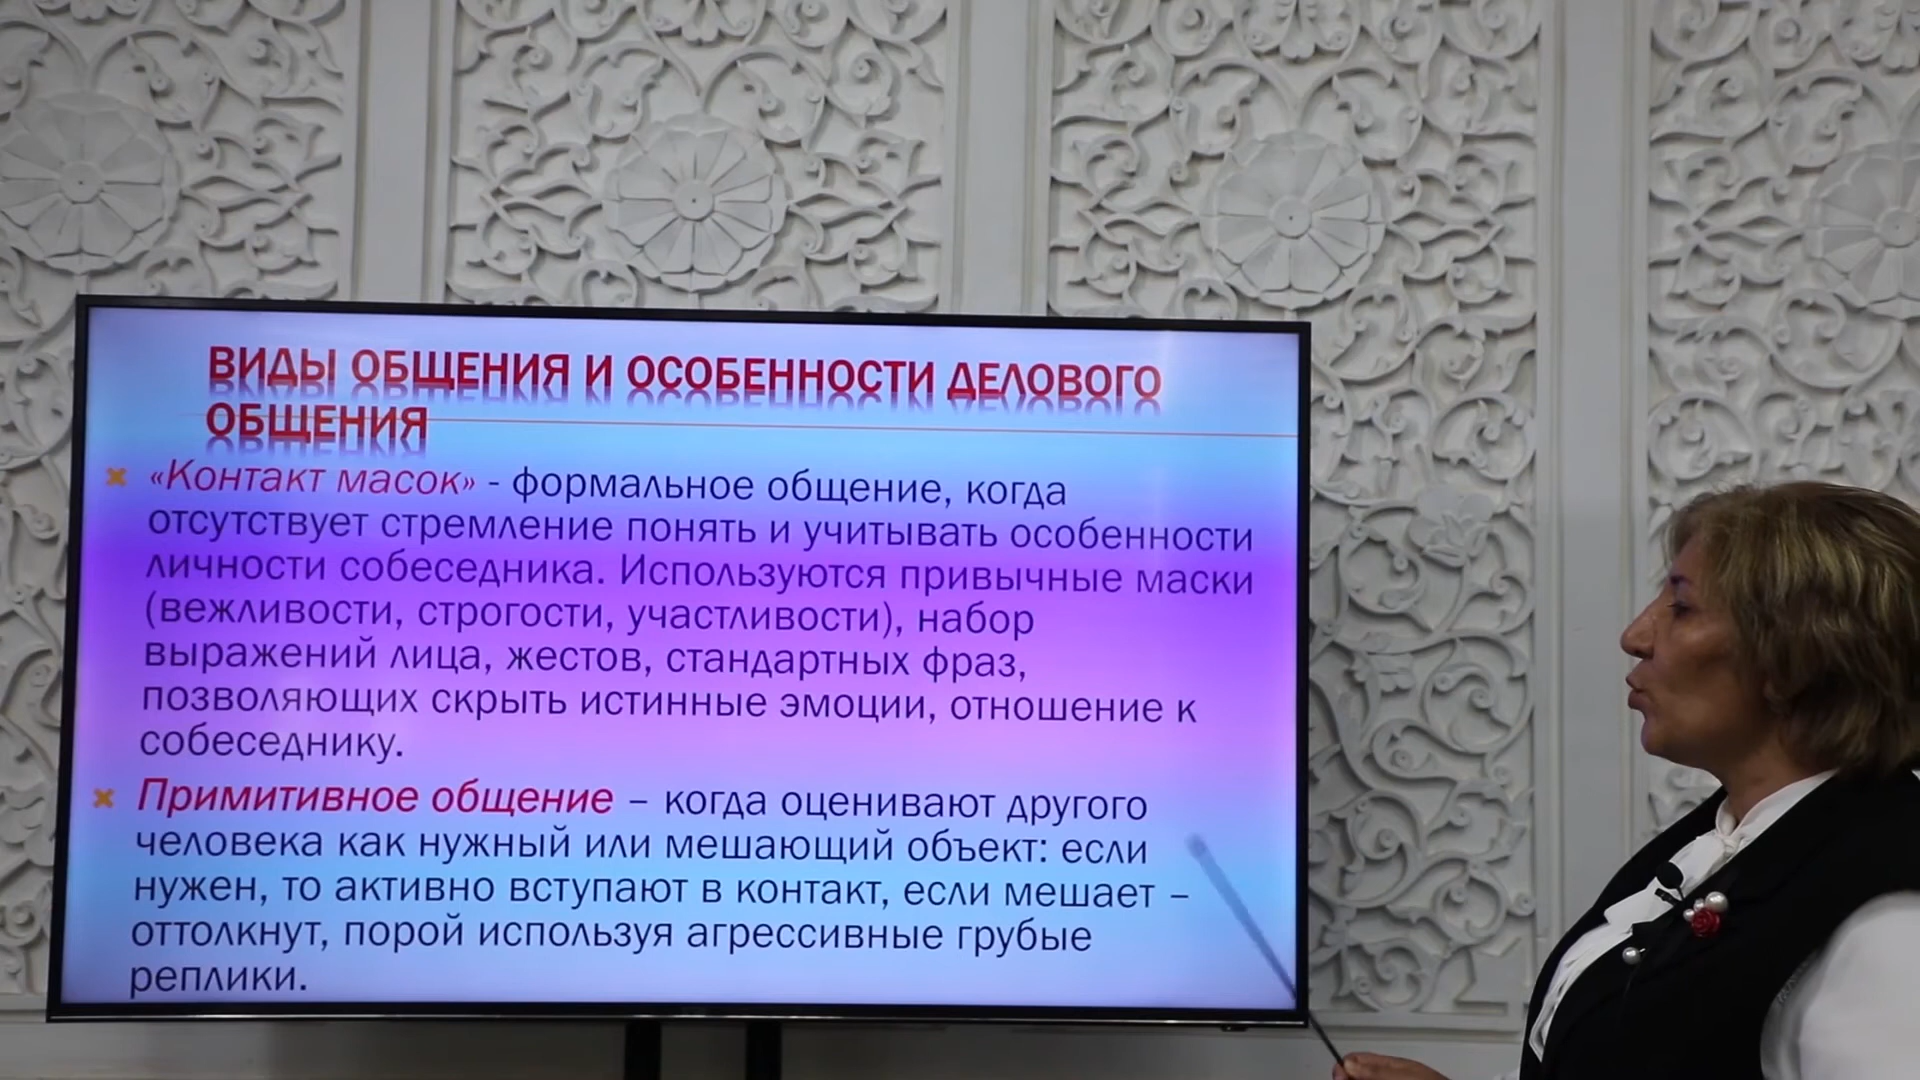 ВИДЫ ОБЩЕНИЯ И ОСОБЕННОСТИ ДЕЛОВОГО
ОБЩЕНИЯ
«Контакт масок» - формальное общение, когда
отсутствует стремление понять и учитывать особенности
личности собеседника. Используются привычные маски
(вежливости, строгости, участливости), набор
выражений лица, жестов, стандартных фраз,
позволяющих скрыть истинные эмоции, отношение к
собеседнику.
Примитивное общение – когда оценивают другого
человека как нужный или мешающий объект: если
нужен, то активно вступают в контакт, если мешает –
оттолкнут, порой используя агрессивные грубые
реплики.